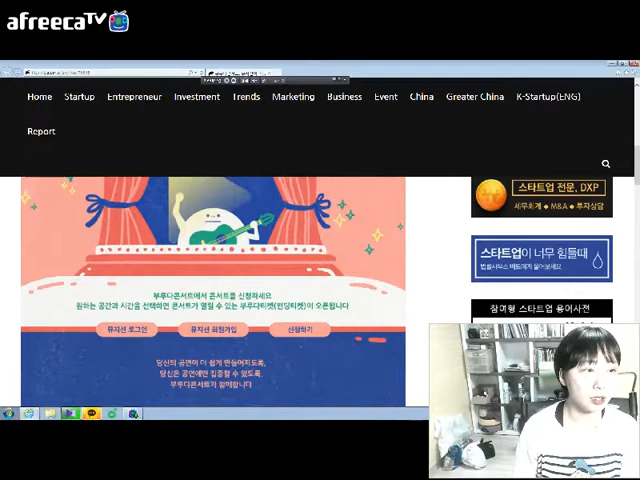 afreecaTV
Home Startup Entrepreneur Investment Trends Marketing Business Event China Greater China K-Startup(ENG)
Report
스타트업 전문, DXP
세무회계 ● M&A ● 투자상담
스타트업이 너무 힘들때
부루다콘서트에서 콘서트를 신청하세요
원하는 공간과 시간을 선택하면 콘서트가 열릴 수 있는 부루다티켓(펀딩티켓)이 오픈됩니다
참여형 스타트업 용어사전
뮤지션 로그인 뮤지션 회원가입 신청하기
당신의 공연이 더 쉽게 만들어지도록,
당신은 공연에만 집중할 수 있도록,
부루다콘서트가 함께합니다